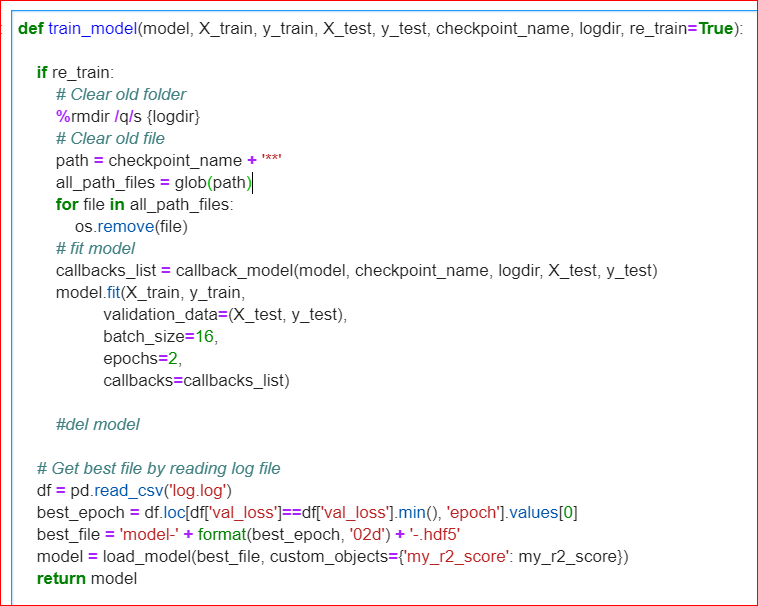 def train_model(model, X_train, y_train, X_test, y_test, checkpoint_name, logdir, re_train=True):
if re_train:
# Clear old folder
%rmdir /q/s {logdir}
# Clear old file
path = checkpoint_name + '**'
all_path_files = glob(path)
for file in all_path_files:
os.remove(file)
# fit model
callbacks_list = callback_model(model, checkpoint_name, logdir, X_test, y_test)
model.fit(X_train, y_train,
validation_data=(X_test, y_test),
batch_size=16,
epochs=2,
callbacks=callbacks_list)
#del model
# Get best file by reading log file
df = pd.read_csv('log.log')
best_epoch = df.loc[df['val_loss']==df['val_loss'].min(), 'epoch'].values[0]
best_file = 'model-' + format(best_epoch, '02d') + '-.hdf5'
model = load_model(best_file, custom_objects={'my_r2_score': my_r2_score})
return model